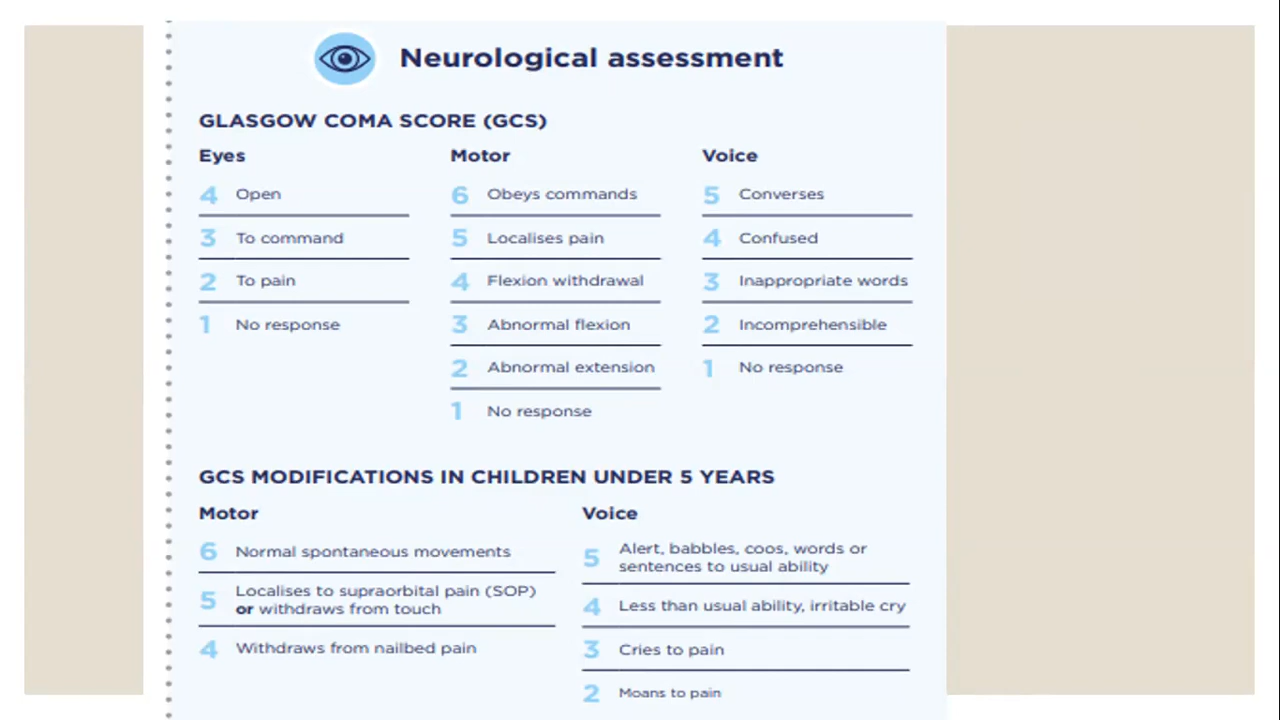 Neurological assessment
GLASGOW COMA SCORE (GCS)
Eyes
4 Open
3 To command
2 To pain
1 No response
Motor
6 Obeys commands
5 Localises pain
4 Flexion withdrawal
3 Abnormal flexion
2 Abnormal extension
1 No response
Voice
5 Converses
4 Confused
3 Inappropriate words
2 Incomprehensible
1 No response
GCS MODIFICATIONS IN CHILDREN UNDER 5 YEARS
Motor
6 Normal spontaneous movements
5 Localises to supraorbital pain (SOP)
or withdraws from touch
4 Withdraws from nailbed pain
Voice
5 Alert, babbles, coos, words or
sentences to usual ability
4 Less than usual ability, irritable cry
3 Cries to pain
2 Moans to pain